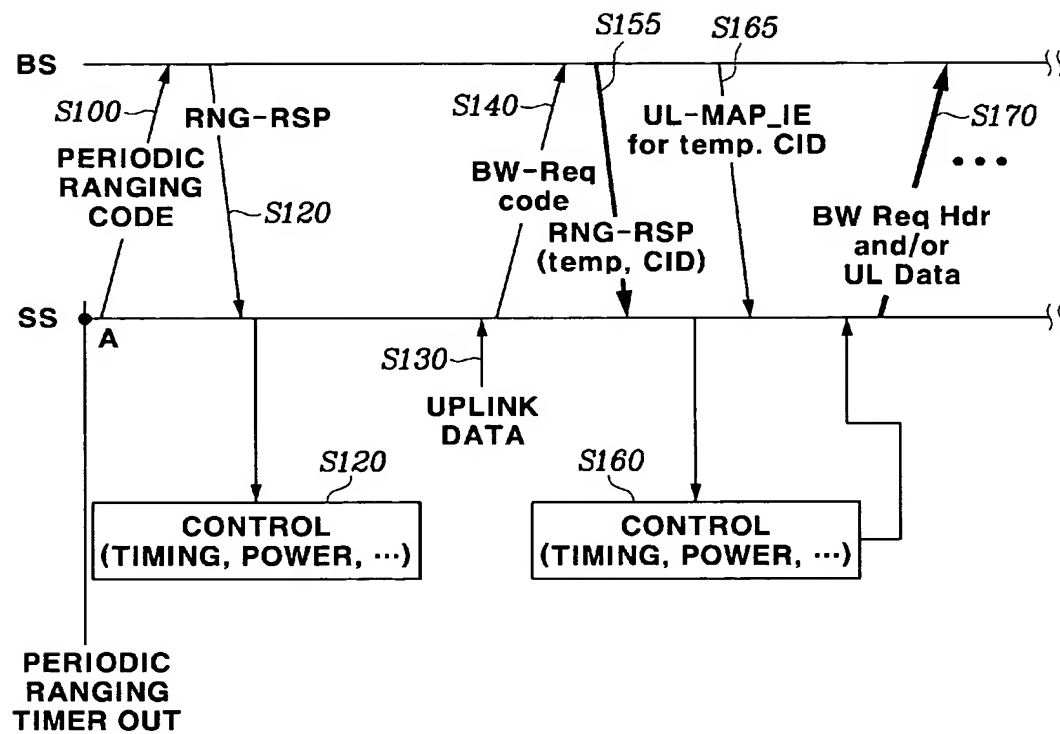 S155
S165
BS
S100
RNG-RSP
S140
UL-MAP_IE
for temp. CID
S170
PERIODIC
RANGING
CODE
S120
BW-Req
code
RNG-RSP
(temp, CID)
•••
BW Req Hdr
and/or
UL Data
SS
A
S130
UPLINK
DATA
S120
CONTROL
(TIMING, POWER, ⋯)
S160
CONTROL
(TIMING, POWER, ⋯)
PERIODIC
RANGING
TIMER OUT